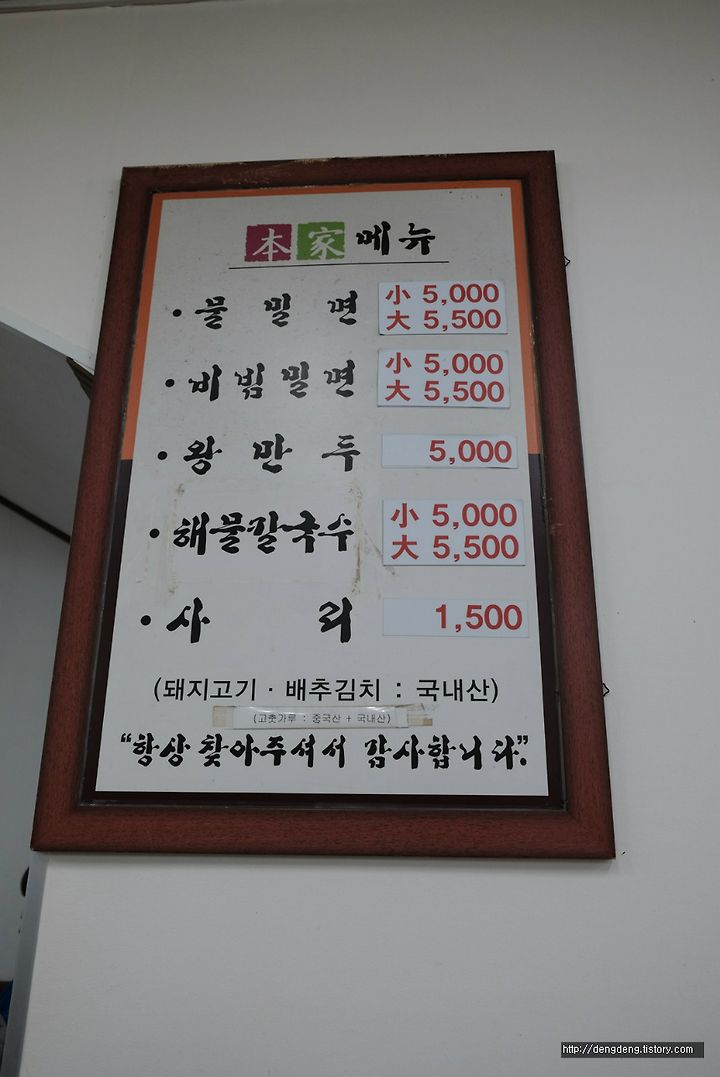 本家 메뉴
· 물 밀 면 小 5,000
大 5,500
· 비빔밀면 小 5,000
大 5,500
· 왕 만 두 5,000
· 해물칼국수 小 5,000
大 5,500
· 사 리 1,500
(돼지고기 · 배추김치 : 국내산)
(고춧가루 : 중국산 + 국내산)
“항상 찾아주셔서 감사합니다”.
http://dengdeng.tistory.com